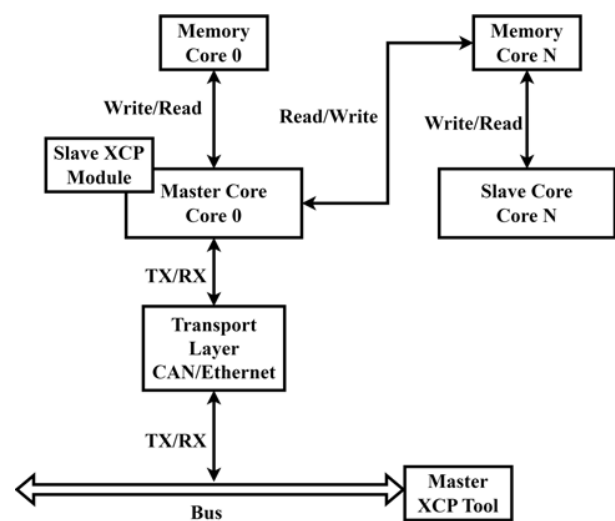 Memory
Core 0
Memory
Core N
Write/Read
Read/Write
Write/Read
Slave XCP
Module
Master Core
Core 0
Slave Core
Core N
TX/RX
Transport
Layer
CAN/Ethernet
TX/RX
Master
XCP Tool
Bus